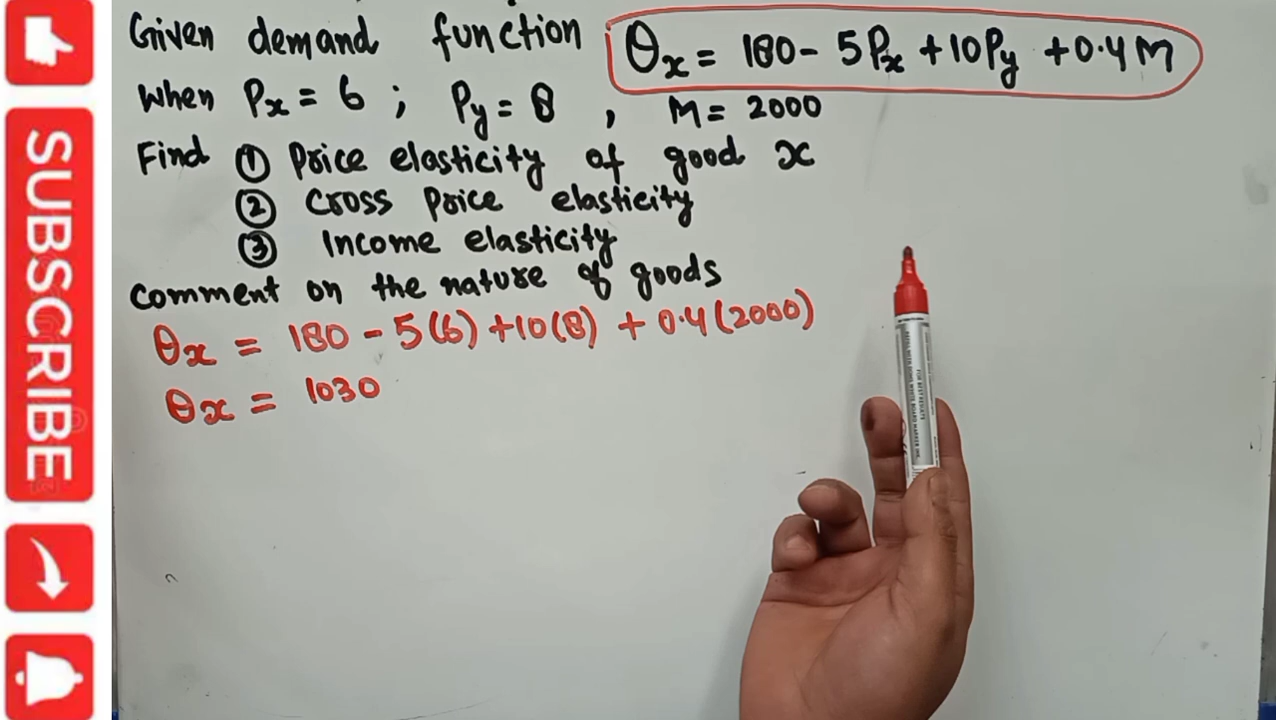 Given demand function Qx = 180 - 5Px + 10Py + 0.4M
When Px = 6 ; Py = 8 , M = 2000
Find ① Price elasticity of good x
② Cross price elasticity
③ Income elasticity
Comment on the nature of goods
Qx = 180 - 5(6) + 10(8) + 0.4(2000)
Qx = 1030
SUBSCRIBE